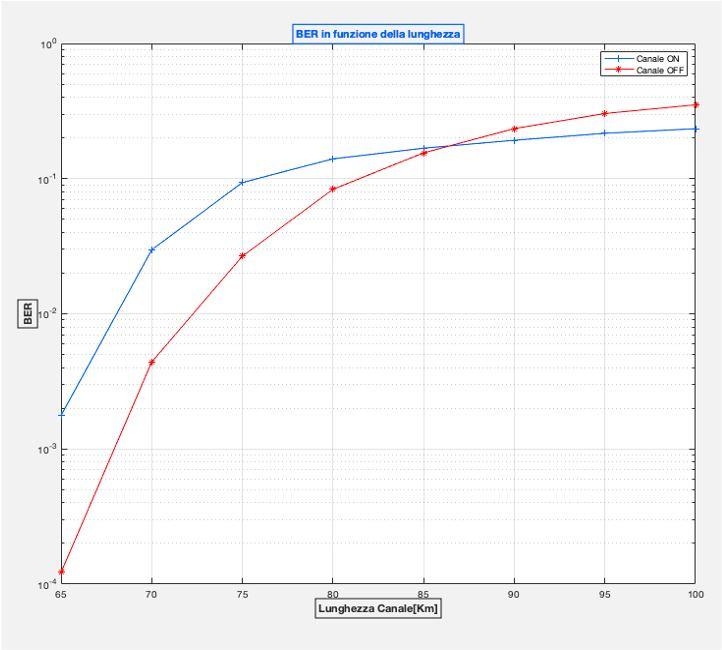 BER in funzione della lunghezza
Canale ON
Canale OFF
10^0
10^-1
10^-2
10^-3
10^-4
BER
65 70 75 80 85 90 95 100
Lunghezza Canale[Km]